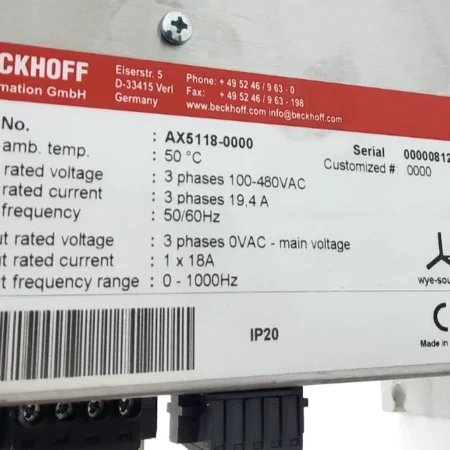 ECKHOFF
mation GmbH
Eiserstr. 5
D-33415 Verl
Germany
Phone: + 49 52 46 / 9 63 - 0
Fax: + 49 52 46 / 9 63 - 198
www.beckhoff.com info@beckhoff.com
No. : AX5118-0000
Serial 00000812
amb. temp. : 50 °C
Customized #: 0000
rated voltage : 3 phases 100-480VAC
rated current : 3 phases 19,4 A
frequency : 50/60Hz
ut rated voltage : 3 phases 0VAC - main voltage
ut rated current : 1 x 18A
t frequency range : 0 - 1000Hz
wye-sou
IP20
C
Made in